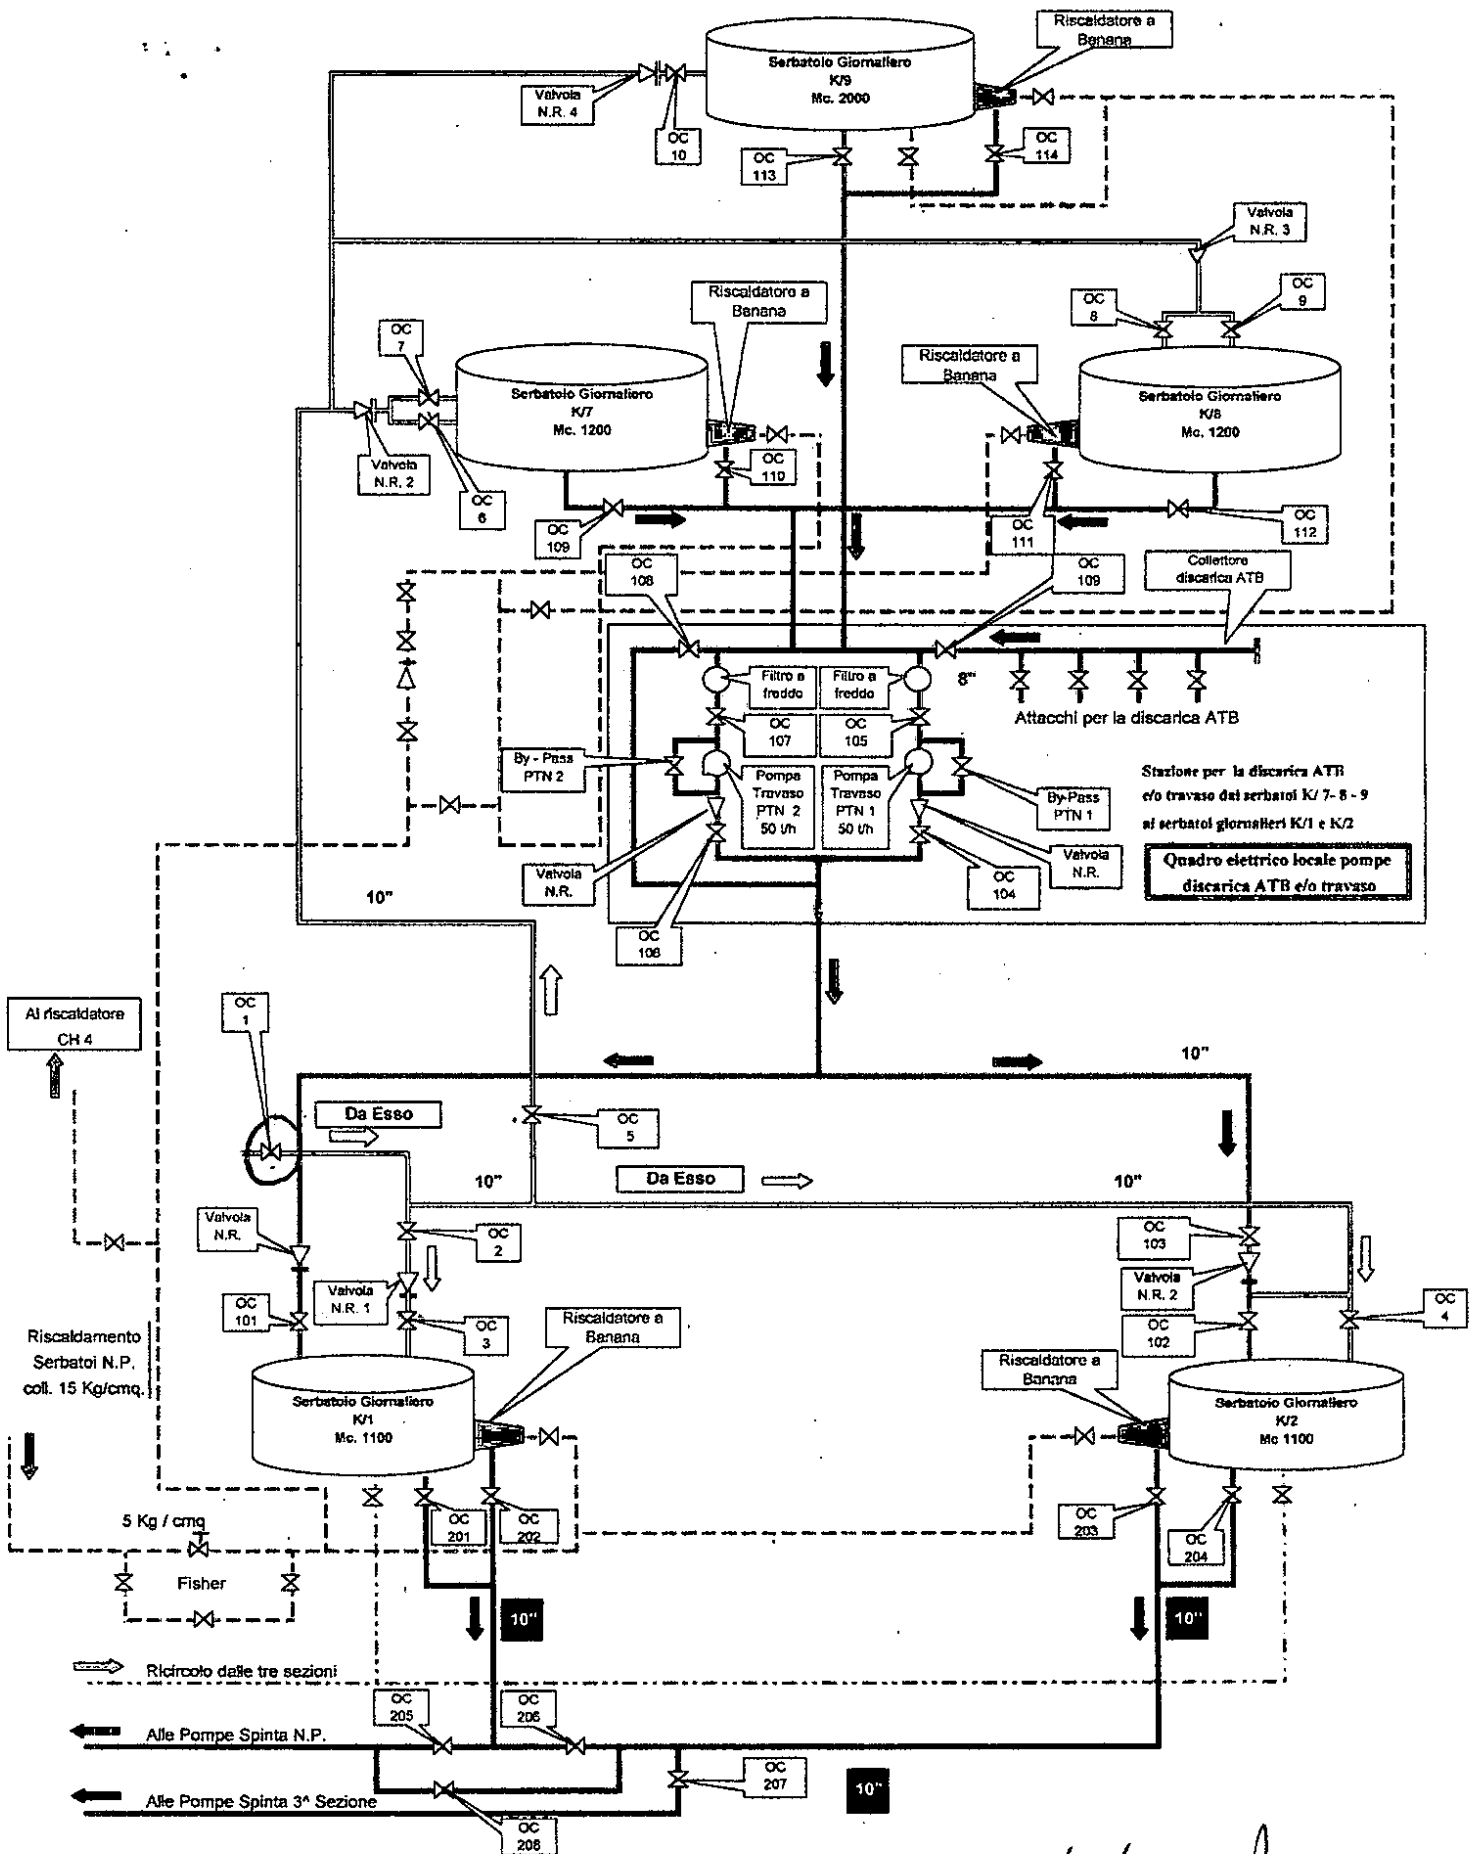 Riscaldatore a
Banana
Serbatoio Giornaliero
K/9
Mc. 2000
Valvola
N.R. 4
OC
10
OC
113
OC
114
Valvola
N.R. 3
Riscaldatore a
Banana
OC
8
OC
9
OC
7
Riscaldatore a
Banana
Serbatoio Giornaliero
K/7
Mc. 1200
Serbatoio Giornaliero
K/8
Mc. 1200
Valvola
N.R. 2
OC
6
OC
110
OC
109
OC
111
OC
112
OC
108
OC
109
Collettore
discarica ATB
Filtro a
freddo
Filtro a
freddo
8"
Attacchi per la discarica ATB
OC
107
OC
105
By - Pass
PTN 2
Pompa
Travaso
PTN 2
50 t/h
Pompa
Travaso
PTN 1
50 t/h
By-Pass
PTN 1
Stazione per la discarica ATB
e/o travaso dai serbatoi K/ 7- 8 - 9
ai serbatoi giornalieri K/1 e K/2
Quadro elettrico locale pompe
discarica ATB e/o travaso
Valvola
N.R.
Valvola
N.R.
OC
104
OC
106
10"
Al riscaldatore
CH 4
OC
1
10"
Da Esso
OC
5
10"
Da Esso
10"
Valvola
N.R.
OC
2
OC
103
Valvola
N.R. 1
Valvola
N.R. 2
OC
101
OC
3
OC
102
OC
4
Riscaldamento
Serbatoi N.P.
coll. 15 Kg/cmq.
Riscaldatore a
Banana
Riscaldatore a
Banana
Serbatoio Giornaliero
K/1
Mc. 1100
Serbatoio Giornaliero
K/2
Mc 1100
5 Kg / cmq
OC
201
OC
202
OC
203
OC
204
Fisher
10"
10"
Ricircolo dalle tre sezioni
OC
205
OC
206
Alle Pompe Spinta N.P.
OC
207
10"
Alle Pompe Spinta 3^ Sezione
OC
208